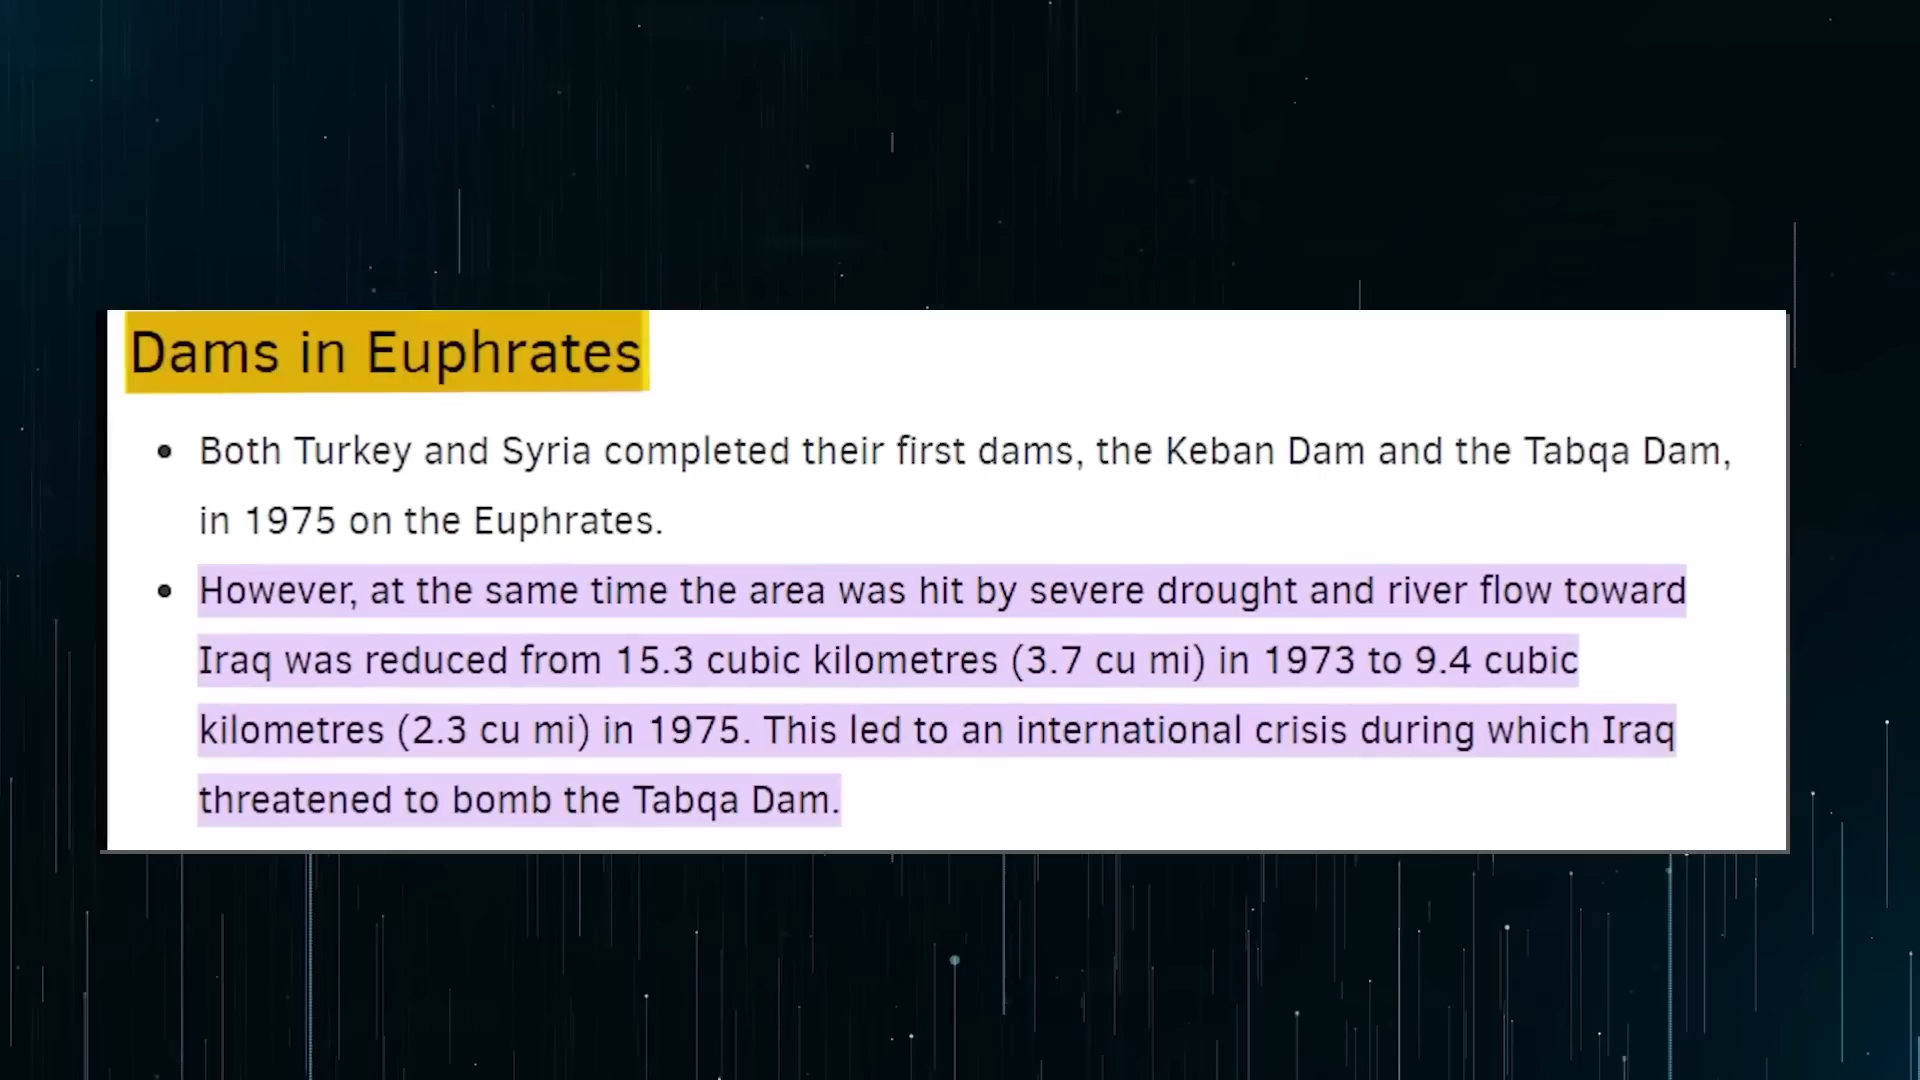 Dams in Euphrates
• Both Turkey and Syria completed their first dams, the Keban Dam and the Tabqa Dam,
in 1975 on the Euphrates.
• However, at the same time the area was hit by severe drought and river flow toward
Iraq was reduced from 15.3 cubic kilometres (3.7 cu mi) in 1973 to 9.4 cubic
kilometres (2.3 cu mi) in 1975. This led to an international crisis during which Iraq
threatened to bomb the Tabqa Dam.